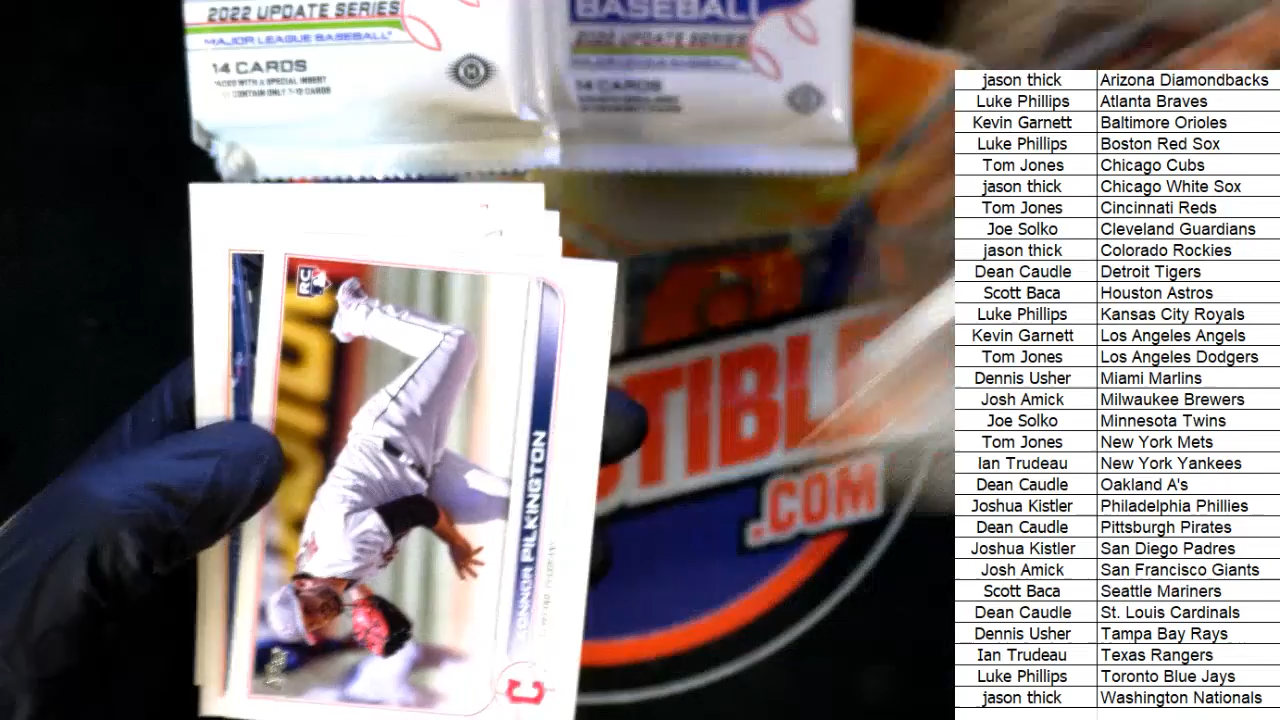 2022 UPDATE SERIES
MAJOR LEAGUE BASEBALL
14 CARDS
BASEBALL
2022 UPDATE SERIES
14 CARDS
RC
CONNOR PILKINGTON
C
TIBL
.COM
jason thick Arizona Diamondbacks
Luke Phillips Atlanta Braves
Kevin Garnett Baltimore Orioles
Luke Phillips Boston Red Sox
Tom Jones Chicago Cubs
jason thick Chicago White Sox
Tom Jones Cincinnati Reds
Joe Solko Cleveland Guardians
jason thick Colorado Rockies
Dean Caudle Detroit Tigers
Scott Baca Houston Astros
Luke Phillips Kansas City Royals
Kevin Garnett Los Angeles Angels
Tom Jones Los Angeles Dodgers
Dennis Usher Miami Marlins
Josh Amick Milwaukee Brewers
Joe Solko Minnesota Twins
Tom Jones New York Mets
Ian Trudeau New York Yankees
Dean Caudle Oakland A's
Joshua Kistler Philadelphia Phillies
Dean Caudle Pittsburgh Pirates
Joshua Kistler San Diego Padres
Josh Amick San Francisco Giants
Scott Baca Seattle Mariners
Dean Caudle St. Louis Cardinals
Dennis Usher Tampa Bay Rays
Ian Trudeau Texas Rangers
Luke Phillips Toronto Blue Jays
jason thick Washington Nationals